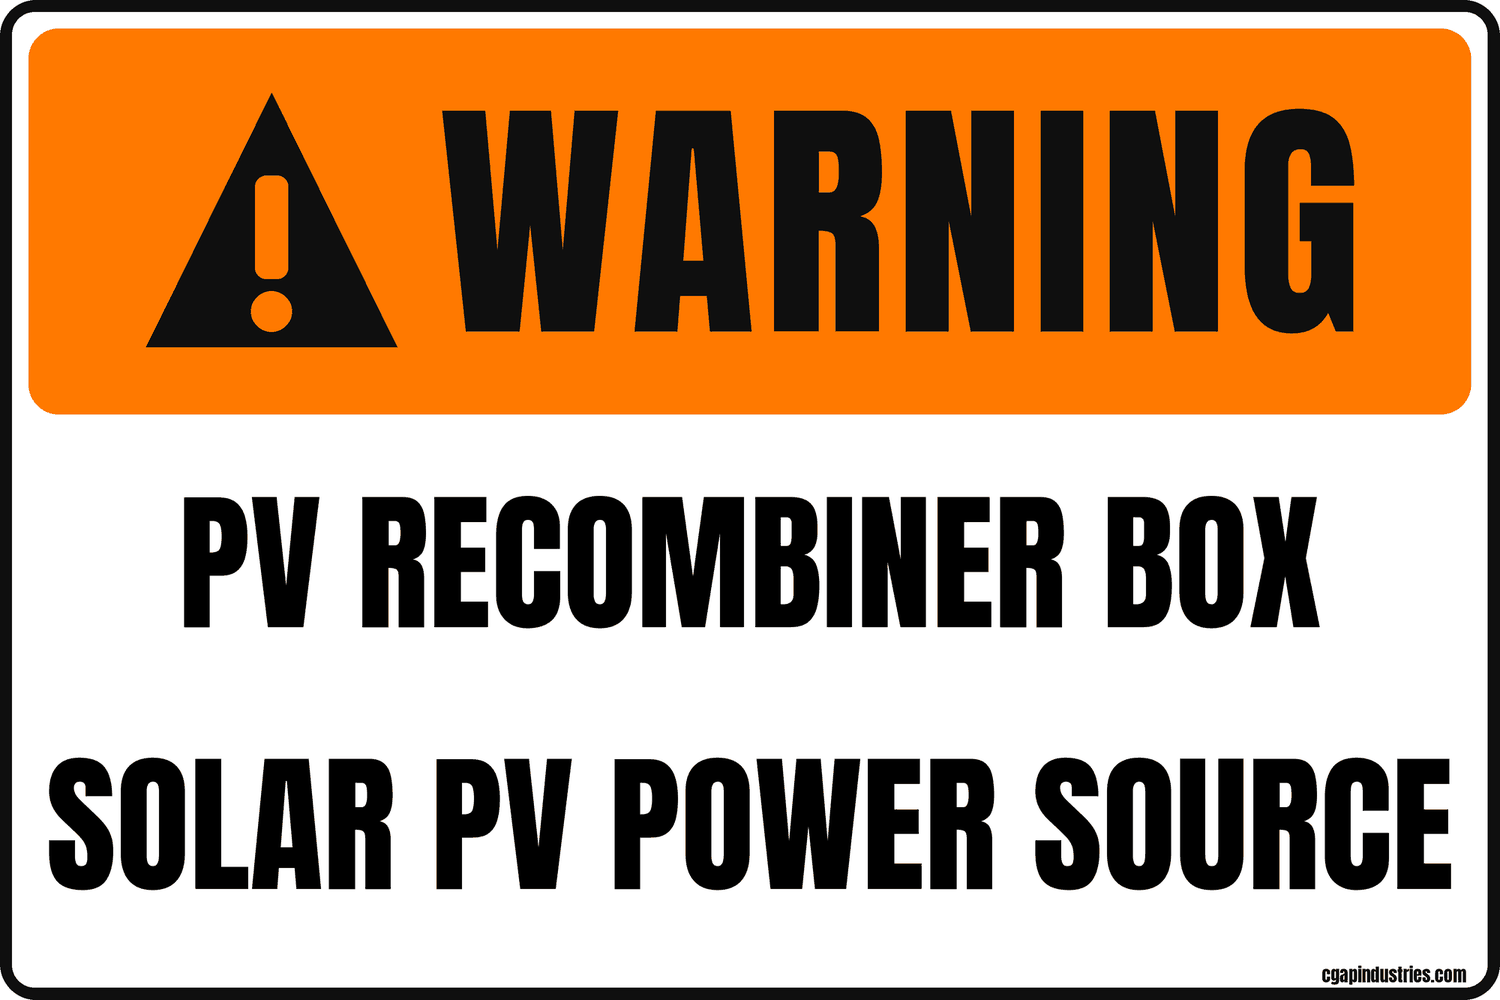 WARNING
PV RECOMBINER BOX
SOLAR PV POWER SOURCE
cgapindustries.com